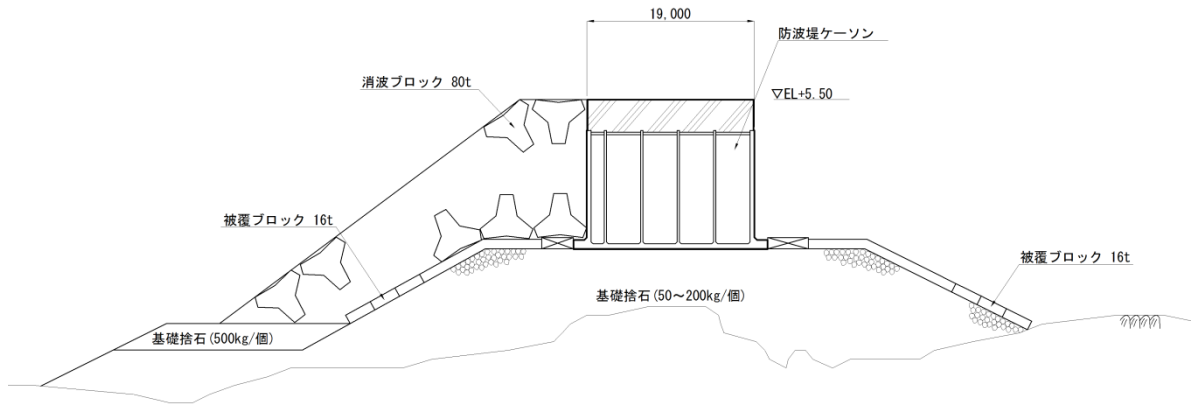 19,000
防波堤ケーソン
消波ブロック 80t
▽EL+5.50
被覆ブロック 16t
被覆ブロック 16t
基礎捨石(50～200kg/個)
基礎捨石(500kg/個)